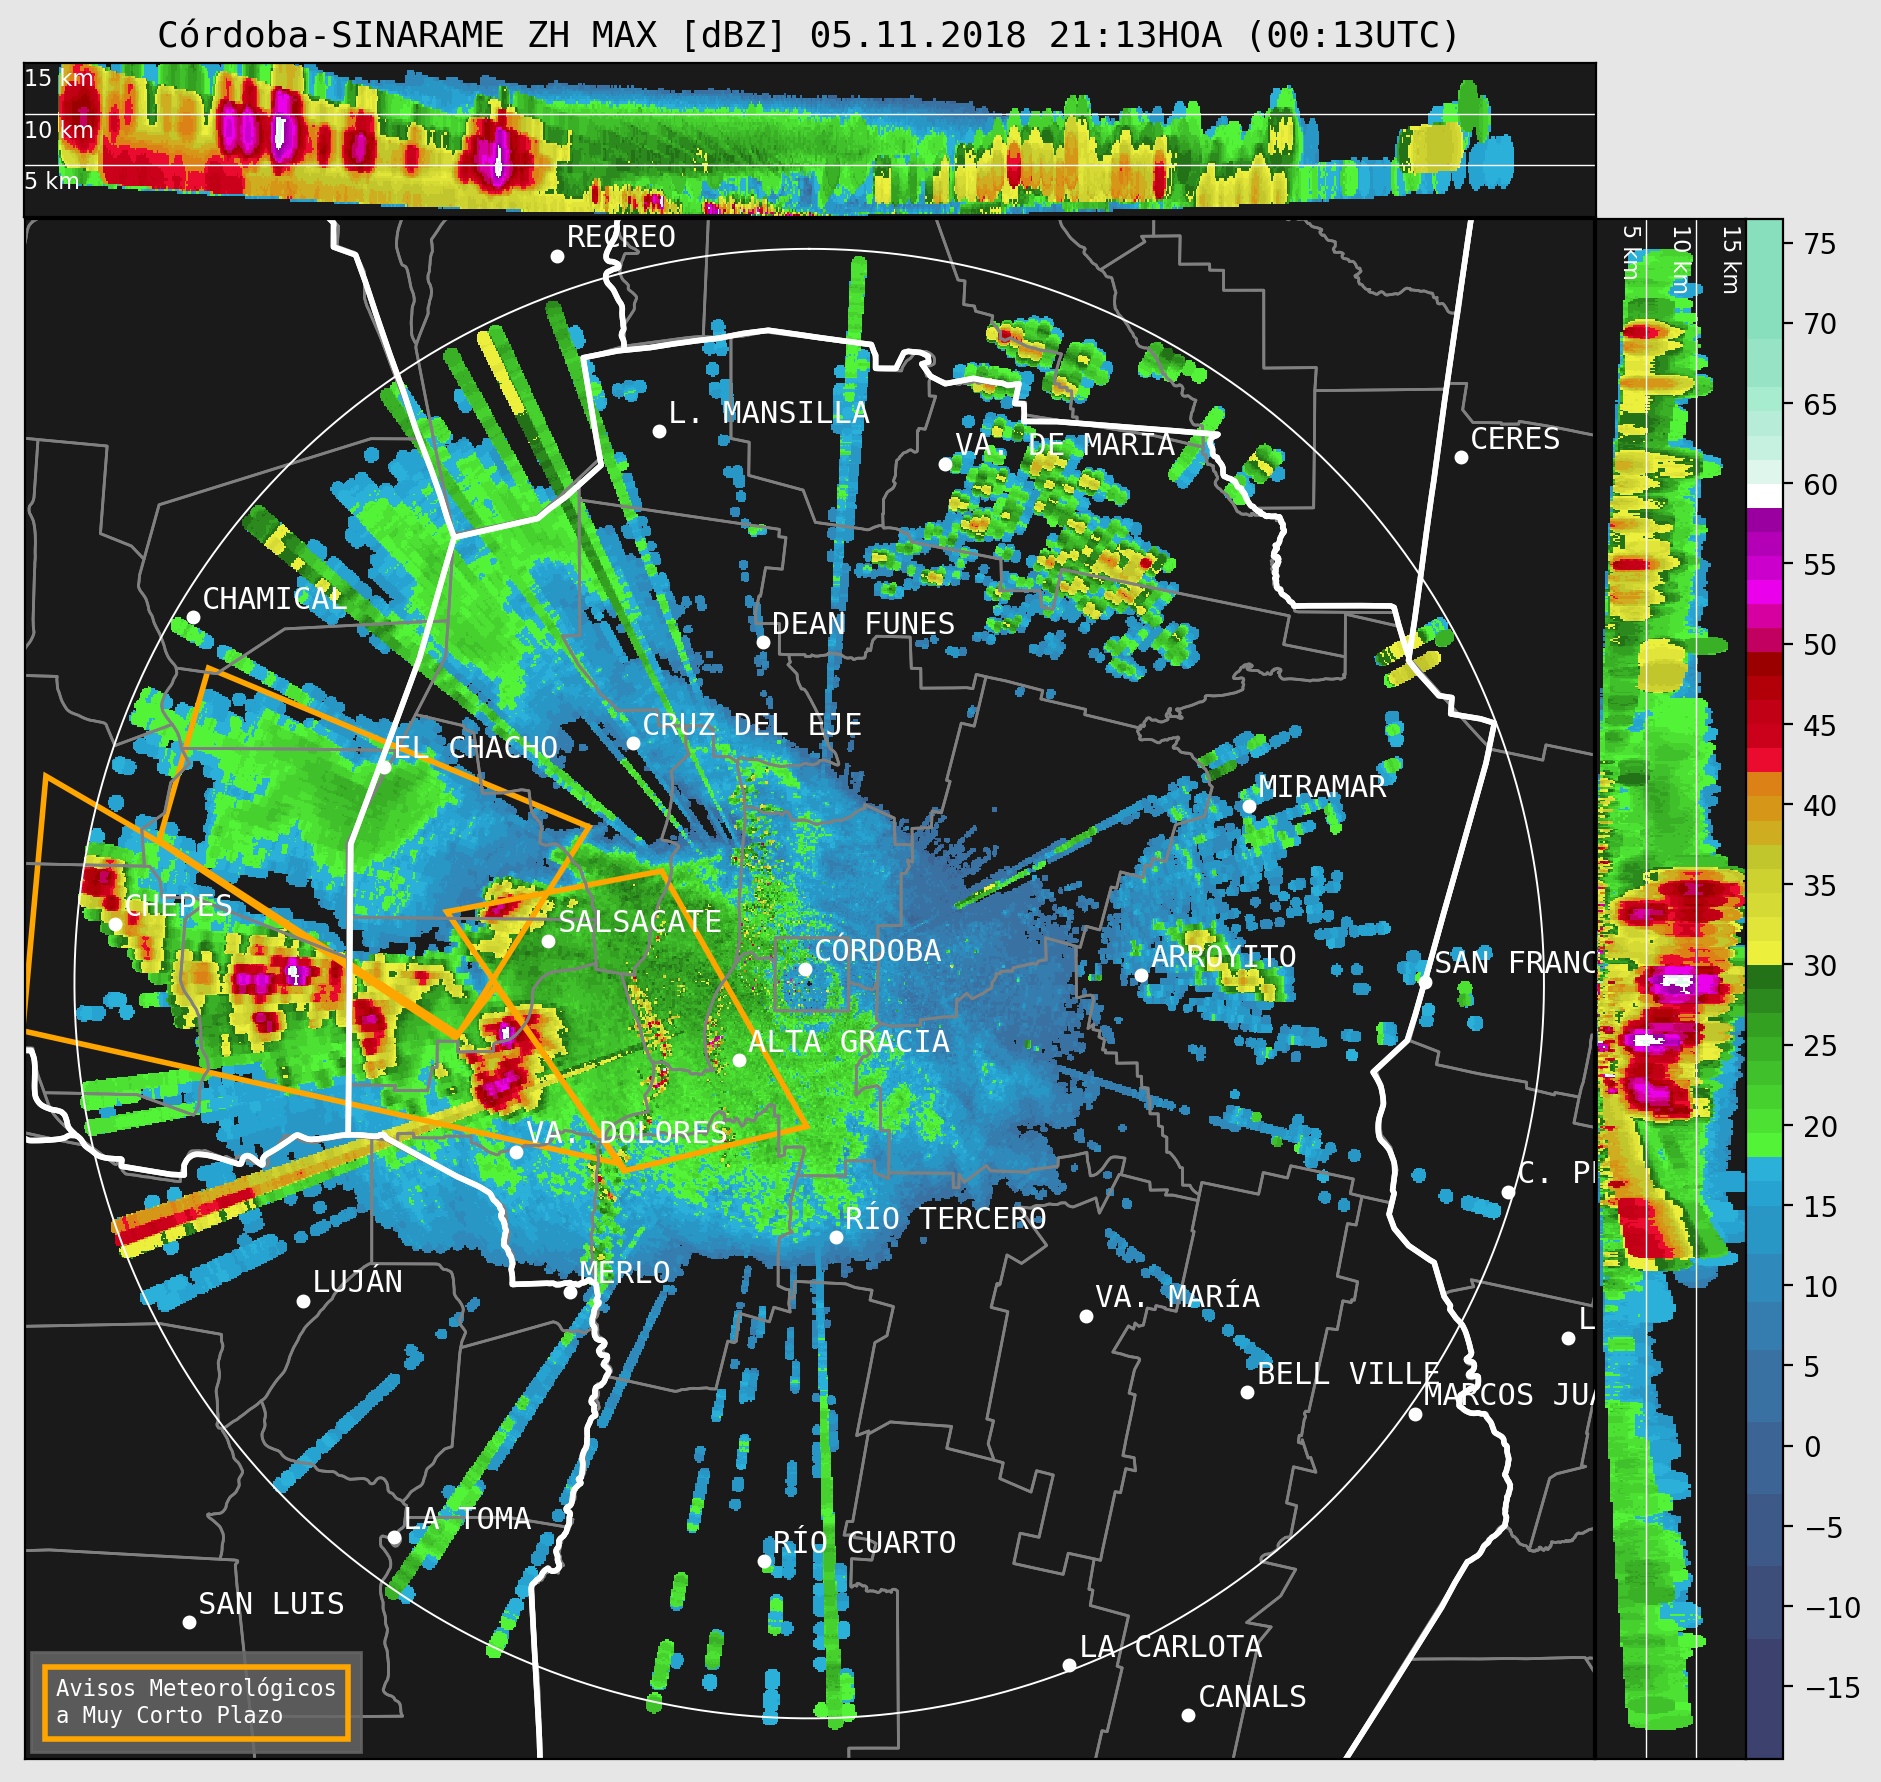 Córdoba-SINARAME ZH MAX [dBZ] 05.11.2018 21:13HOA (00:13UTC)
15 km
10 km
5 km
5 km
10 km
15 km
RECREO
L. MANSILLA
VA. DE MARIA
CERES
CHAMICAL
DEAN FUNES
CRUZ DEL EJE
EL CHACHO
MIRAMAR
CHEPES
SALSACATE
CÓRDOBA
ARROYITO
SAN FRANC
ALTA GRACIA
VA. DOLORES
C. P
RÍO TERCERO
MERLO
LUJÁN
VA. MARÍA
L
BELL VILLE
MARCOS JUA
LA TOMA
RÍO CUARTO
SAN LUIS
LA CARLOTA
CANALS
Avisos Meteorológicos
a Muy Corto Plazo
75
70
65
60
55
50
45
40
35
30
25
20
15
10
5
0
−5
−10
−15